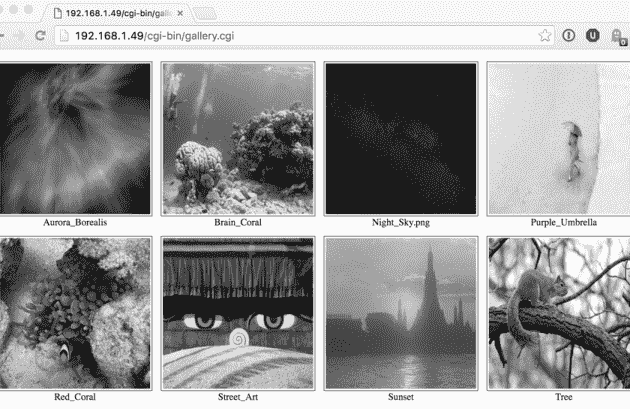 192.168.1.49/cgi-bin/galle
192.168.1.49/cgi-bin/gallery.cgi
Aurora_Borealis
Brain_Coral
Night_Sky.png
Purple_Umbrella
Red_Coral
Street_Art
Sunset
Tree